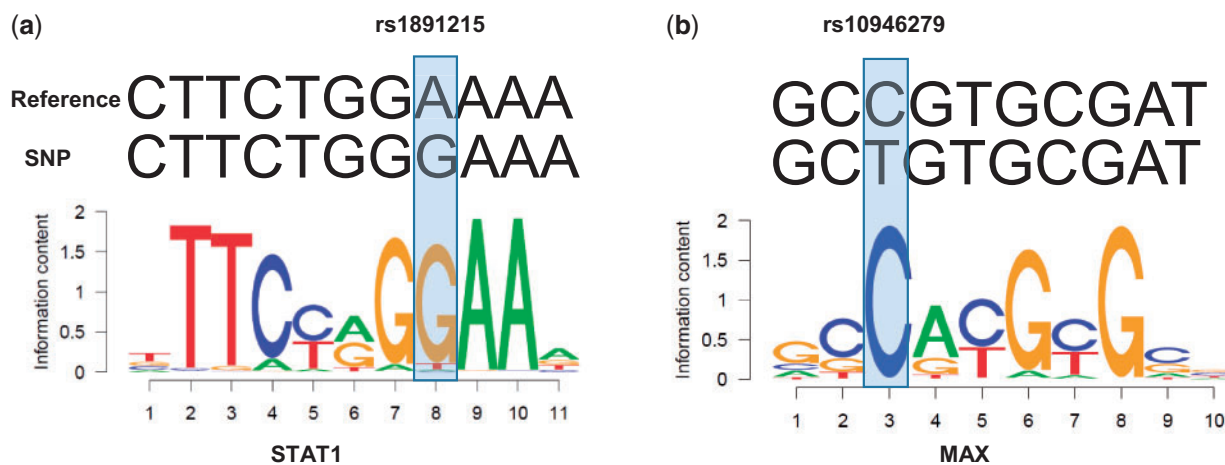 (a) rs1891215
Reference CTTCTGGAAAA
SNP CTTCTGGGAAA
Information content
2
1.5
1
0.5
0
1 2 3 4 5 6 7 8 9 10 11
STAT1
(b) rs10946279
GCCGTGCGAT
GCTGTGCGAT
Information content
2
1.5
1
0.5
0
1 2 3 4 5 6 7 8 9 10
MAX